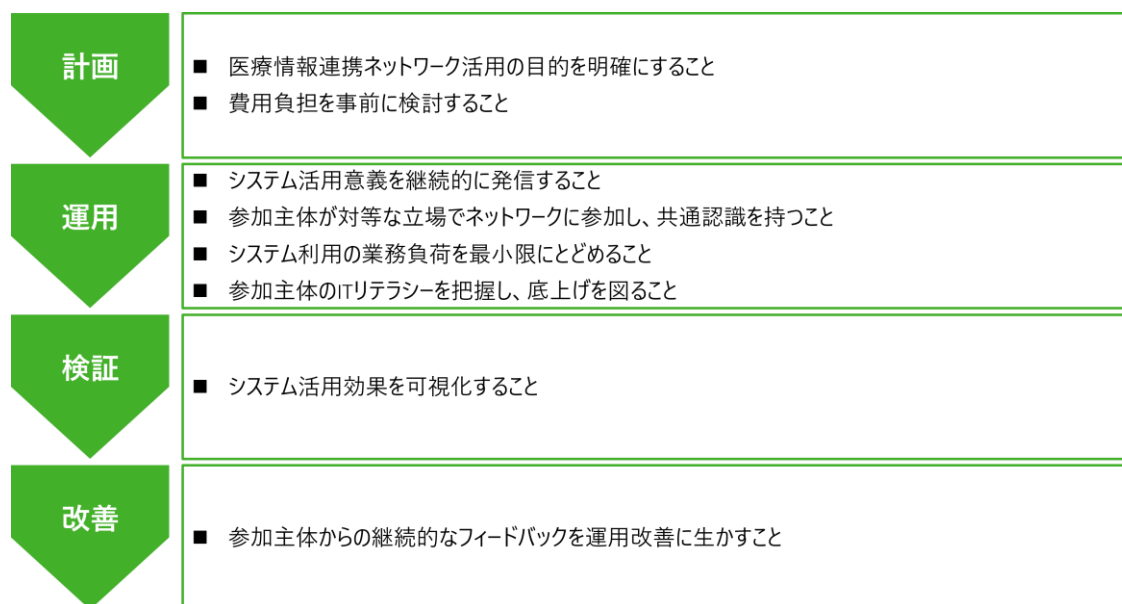 計画
■ 医療情報連携ネットワーク活用の目的を明確にすること
■ 費用負担を事前に検討すること
運用
■ システム活用意義を継続的に発信すること
■ 参加主体が対等な立場でネットワークに参加し、共通認識を持つこと
■ システム利用の業務負荷を最小限にとどめること
■ 参加主体のITリテラシーを把握し、底上げを図ること
検証
■ システム活用効果を可視化すること
改善
■ 参加主体からの継続的なフィードバックを運用改善に生かすこと